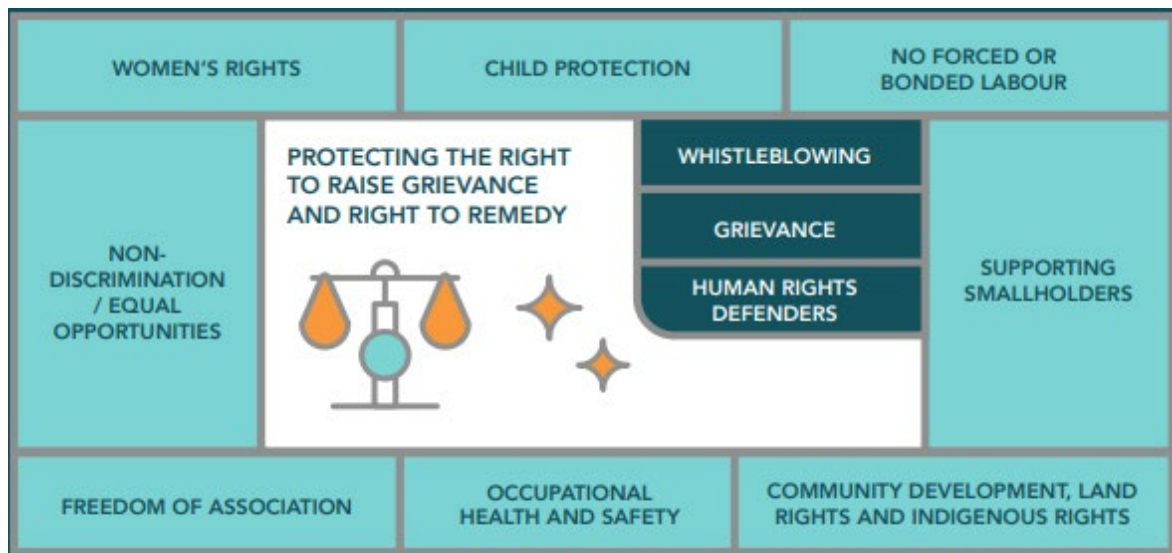 WOMEN'S RIGHTS
CHILD PROTECTION
NO FORCED OR
BONDED LABOUR
NON-
DISCRIMINATION
/ EQUAL
OPPORTUNITIES
PROTECTING THE RIGHT
TO RAISE GRIEVANCE
AND RIGHT TO REMEDY
WHISTLEBLOWING
GRIEVANCE
HUMAN RIGHTS
DEFENDERS
SUPPORTING
SMALLHOLDERS
FREEDOM OF ASSOCIATION
OCCUPATIONAL
HEALTH AND SAFETY
COMMUNITY DEVELOPMENT, LAND
RIGHTS AND INDIGENOUS RIGHTS